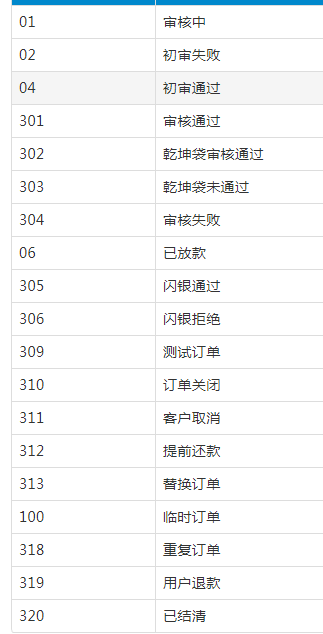 01 审核中
02 初审失败
04 初审通过
301 审核通过
302 乾坤袋审核通过
303 乾坤袋未通过
304 审核失败
06 已放款
305 闪银通过
306 闪银拒绝
309 测试订单
310 订单关闭
311 客户取消
312 提前还款
313 替换订单
100 临时订单
318 重复订单
319 用户退款
320 已结清